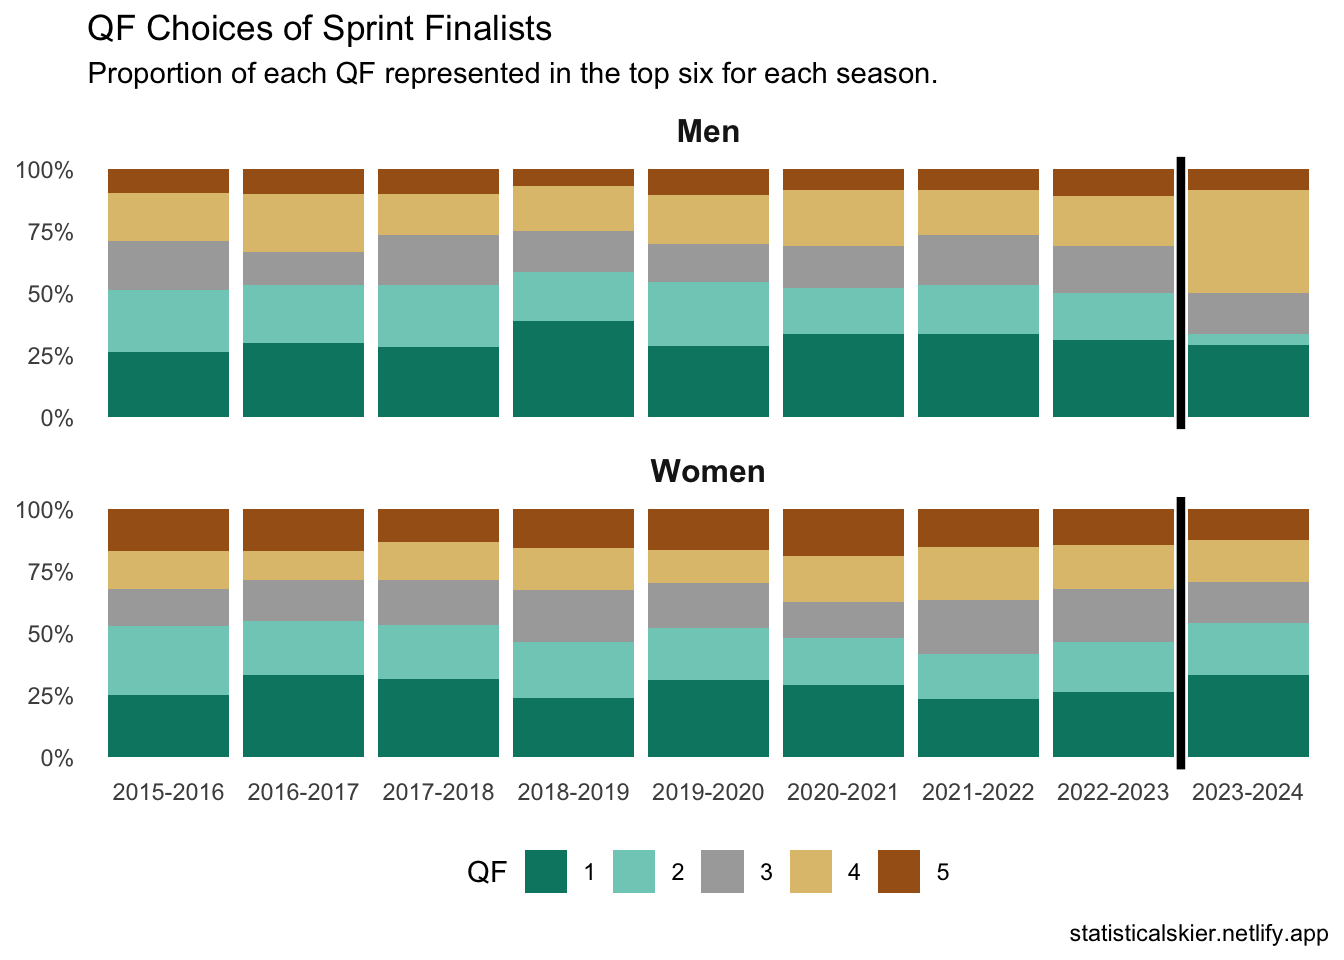 QF Choices of Sprint Finalists
Proportion of each QF represented in the top six for each season.
Men
100%
75%
50%
25%
0%
Women
100%
75%
50%
25%
0%
2015-2016 2016-2017 2017-2018 2018-2019 2019-2020 2020-2021 2021-2022 2022-2023 2023-2024
QF 1 2 3 4 5
statisticalskier.netlify.app